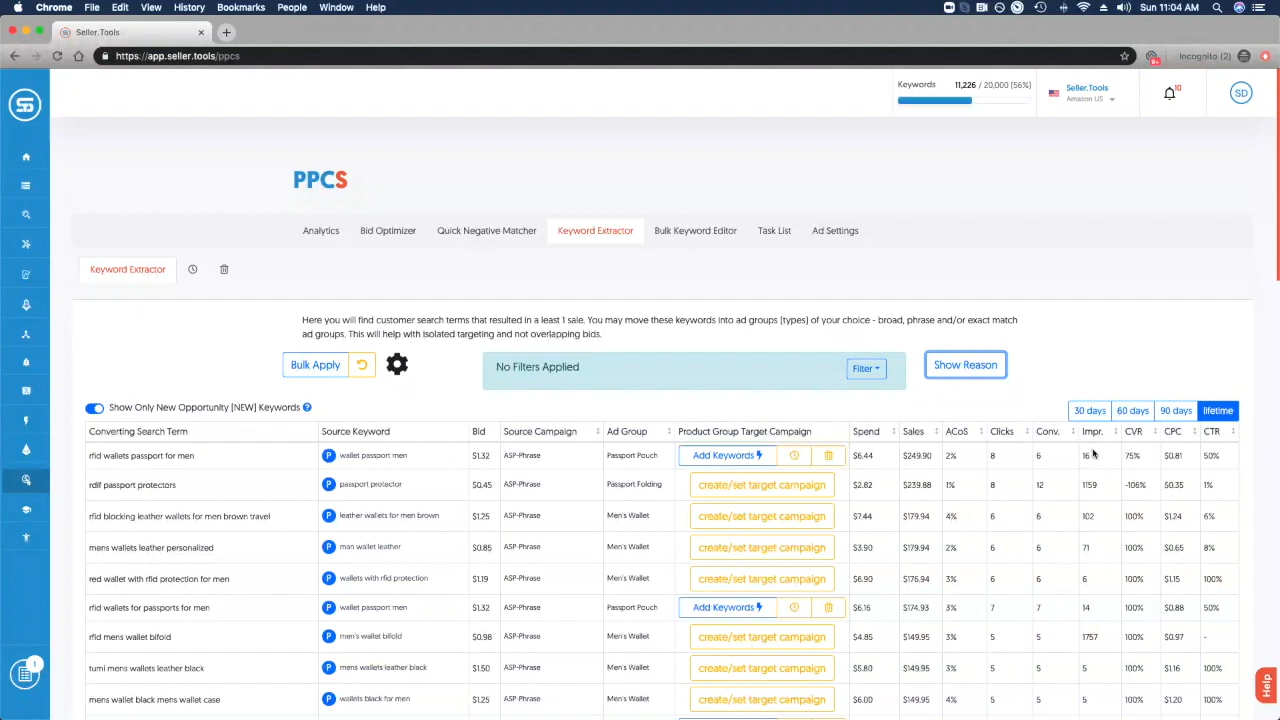 Chrome File Edit View History Bookmarks People Window Help Sun 11:04 AM
Seller.Tools
https://app.seller.tools/ppcs Incognito (2)
Keywords 11,226 / 20,000 (56%) Seller.Tools
Amazon US 10 SD
PPCS
Analytics Bid Optimizer Quick Negative Matcher Keyword Extractor Bulk Keyword Editor Task List Ad Settings
Keyword Extractor
Here you will find customer search terms that resulted in a least 1 sale. You may move these keywords into ad groups (types) of your choice - broad, phrase and/or exact match
ad groups. This will help with isolated targeting and not overlapping bids.
Bulk Apply No Filters Applied Filter Show Reason
Show Only New Opportunity [NEW] Keywords ? 30 days 60 days 90 days lifetime
Converting Search Term Source Keyword Bid Source Campaign Ad Group Product Group Target Campaign Spend Sales ACoS Clicks Conv. Impr. CVR CPC CTR
rfid wallets passport for men P wallet passport men $1.32 ASP-Phrase Passport Pouch Add Keywords $6.44 $249.90 2% 8 6 16 75% $0.81 50%
rdif passport protectors P passport protector $0.45 ASP-Phrase Passport Folding create/set target campaign $2.82 $239.88 1% 8 12 1159 -106% $0.35 1%
rfid blocking leather wallets for men brown travel P leather wallets for men brown $1.25 ASP-Phrase Men's Wallet create/set target campaign $7.44 $179.94 4% 6 6 102 100% $1.24 6%
mens wallets leather personalized P man wallet leather $0.85 ASP-Phrase Men's Wallet create/set target campaign $3.90 $179.94 2% 6 6 71 100% $0.65 8%
red wallet with rfid protection for men P wallets with rfid protection $1.19 ASP-Phrase Men's Wallet create/set target campaign $6.90 $176.94 3% 6 6 6 100% $1.15 100%
rfid wallets for passports for men P wallet passport men $1.32 ASP-Phrase Passport Pouch Add Keywords $6.16 $174.93 3% 7 7 14 100% $0.88 50%
rfid mens wallet bifold P men's wallet bifold $0.98 ASP-Phrase Men's Wallet create/set target campaign $4.85 $149.95 3% 5 5 1757 100% $0.97 -
tumi mens wallets leather black P mens wallets leather black $1.50 ASP-Phrase Men's Wallet create/set target campaign $5.80 $149.95 3% 5 5 5 100% $1.16 100%
mens wallet black mens wallet case P wallets black for men $1.25 ASP-Phrase Men's Wallet create/set target campaign $6.00 $149.95 4% 5 5 5 100% $1.20 100%
1
Help